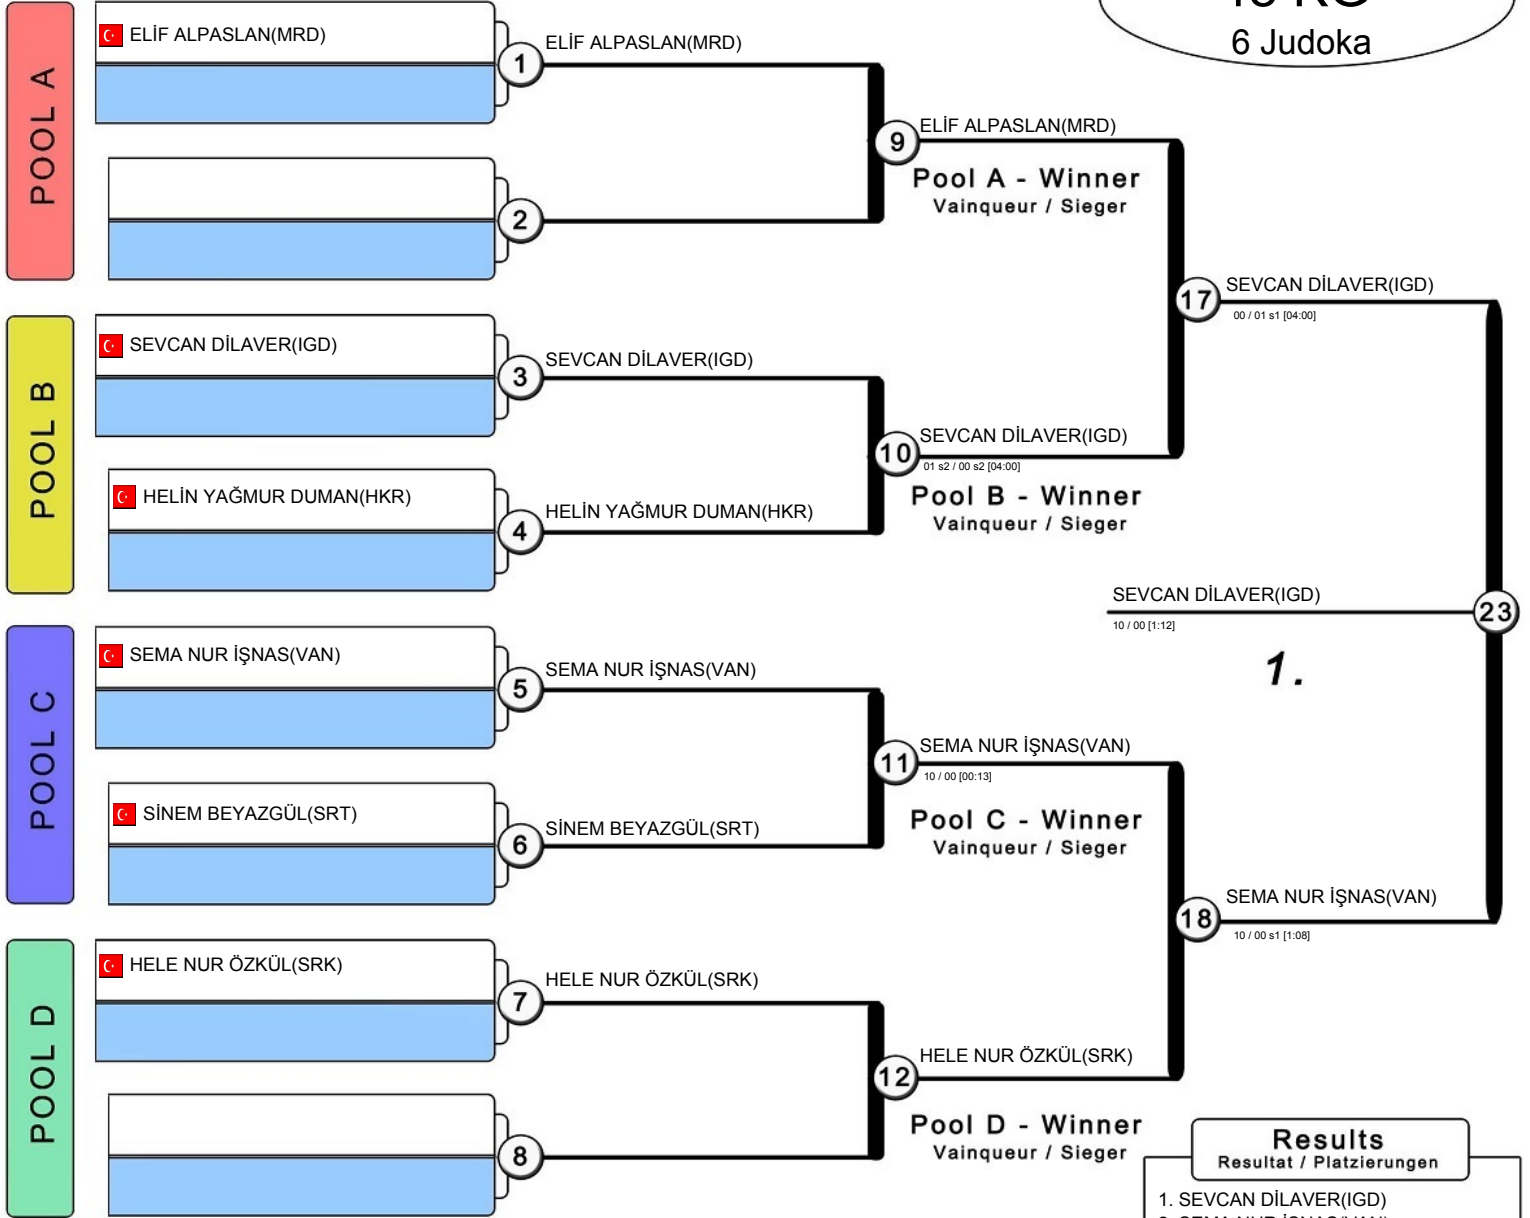 KG
6 Judoka
POOL A
ELİF ALPASLAN(MRD)
1
ELİF ALPASLAN(MRD)
2
9
ELİF ALPASLAN(MRD)
Pool A - Winner
Vainqueur / Sieger
POOL B
SEVCAN DİLAVER(IGD)
3
SEVCAN DİLAVER(IGD)
HELİN YAĞMUR DUMAN(HKR)
4
HELİN YAĞMUR DUMAN(HKR)
10
SEVCAN DİLAVER(IGD)
01 s2 / 00 s2 [04:00]
Pool B - Winner
Vainqueur / Sieger
17
SEVCAN DİLAVER(IGD)
00 / 01 s1 [04:00]
SEVCAN DİLAVER(IGD)
10 / 00 [1:12]
23
1.
POOL C
SEMA NUR İŞNAS(VAN)
5
SEMA NUR İŞNAS(VAN)
SİNEM BEYAZGÜL(SRT)
6
SİNEM BEYAZGÜL(SRT)
11
SEMA NUR İŞNAS(VAN)
10 / 00 [00:13]
Pool C - Winner
Vainqueur / Sieger
18
SEMA NUR İŞNAS(VAN)
10 / 00 s1 [1:08]
POOL D
HELE NUR ÖZKÜL(SRK)
7
HELE NUR ÖZKÜL(SRK)
8
12
HELE NUR ÖZKÜL(SRK)
Pool D - Winner
Vainqueur / Sieger
Results
Resultat / Platzierungen
1. SEVCAN DİLAVER(IGD)